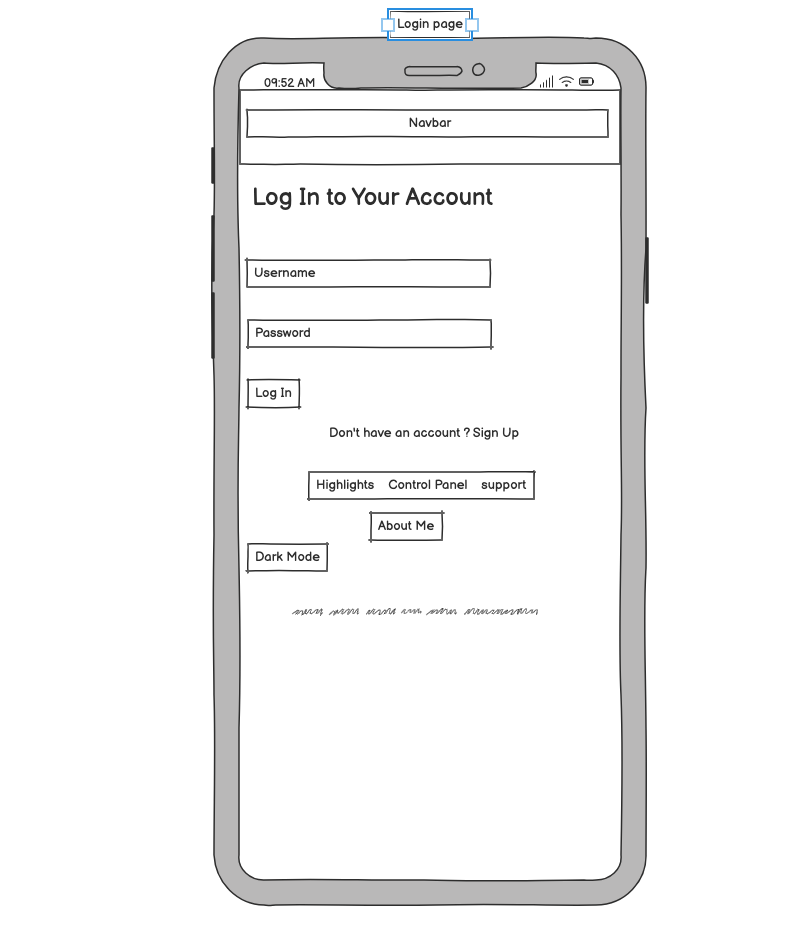 Login page
09:52 AM
Navbar
Log In to Your Account
Username
Password
Log In
Don't have an account ? Sign Up
Highlights Control Panel support
About Me
Dark Mode